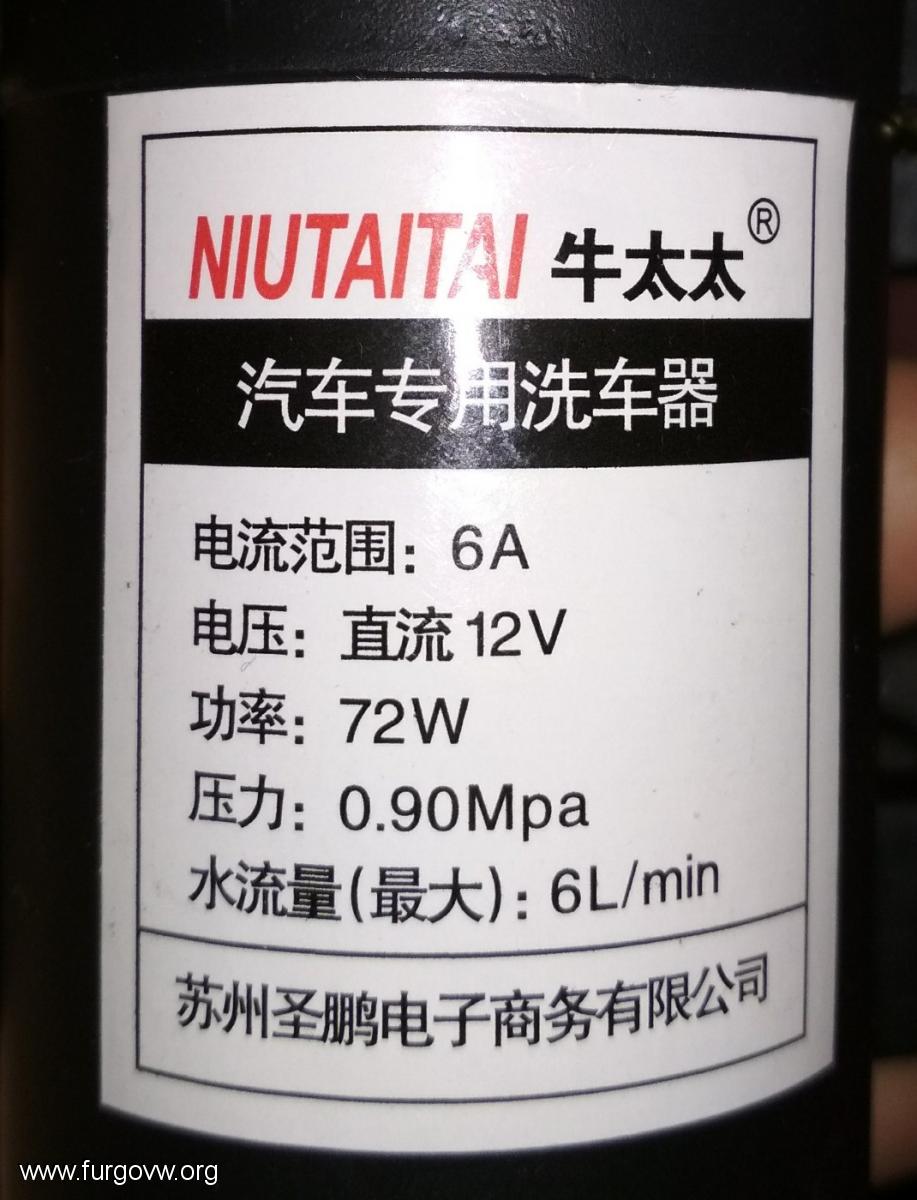 NIUTAITAI 牛太太®
汽车专用洗车器
电流范围: 6A
电压: 直流12V
功率: 72W
压力: 0.90Mpa
水流量(最大): 6L/min
苏州圣鹏电子商务有限公司
www.furgovw.org